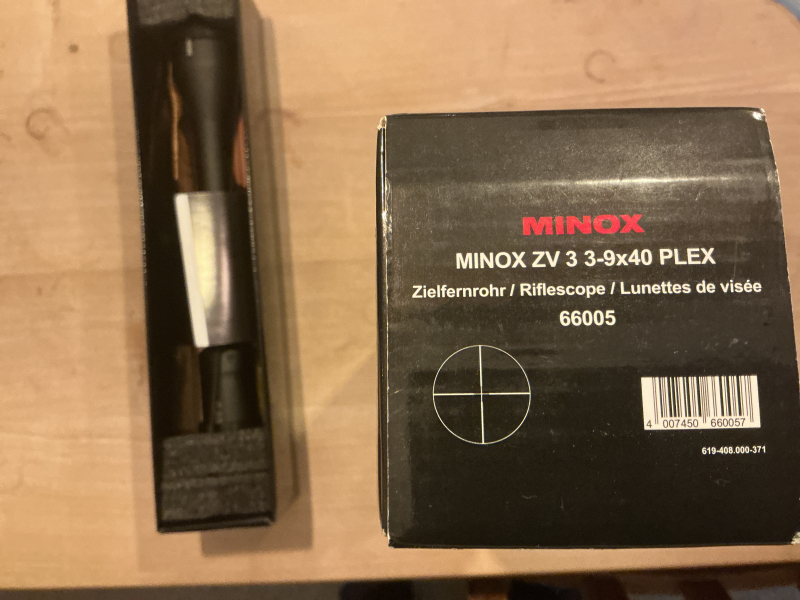 MINOX
MINOX ZV 3 3-9x40 PLEX
Zielfernrohr / Riflescope / Lunettes de visée
66005
4 007450 660057
619-408.000-371